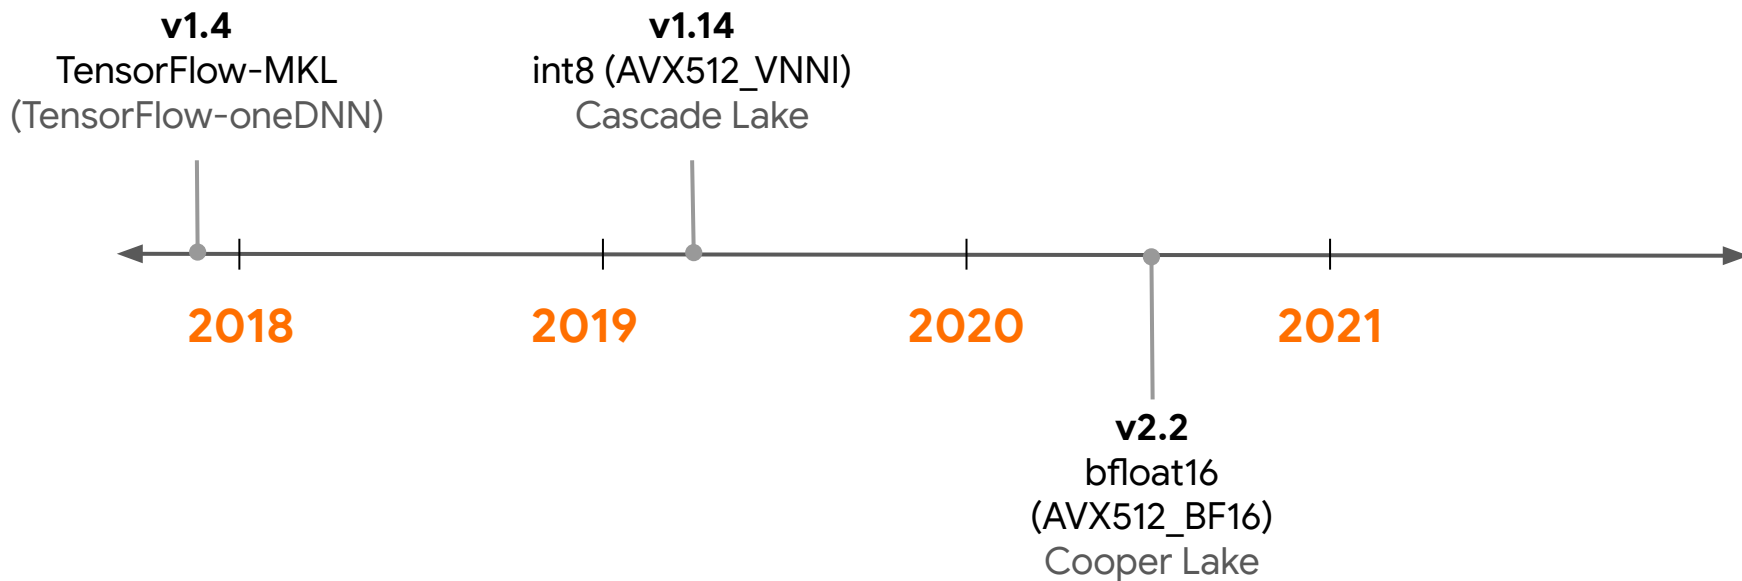 v1.4
TensorFlow-MKL
(TensorFlow-oneDNN)
v1.14
int8 (AVX512_VNNI)
Cascade Lake
2018
2019
2020
2021
v2.2
bfloat16
(AVX512_BF16)
Cooper Lake